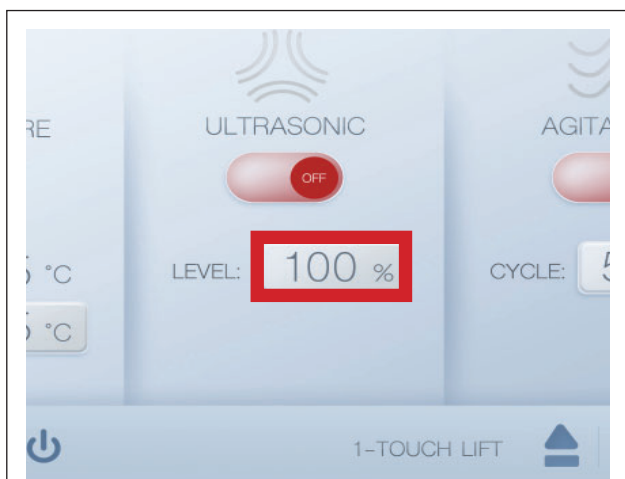 ULTRASONIC
OFF
LEVEL: 100 %
CYCLE:
°C
°C
1-TOUCH LIFT